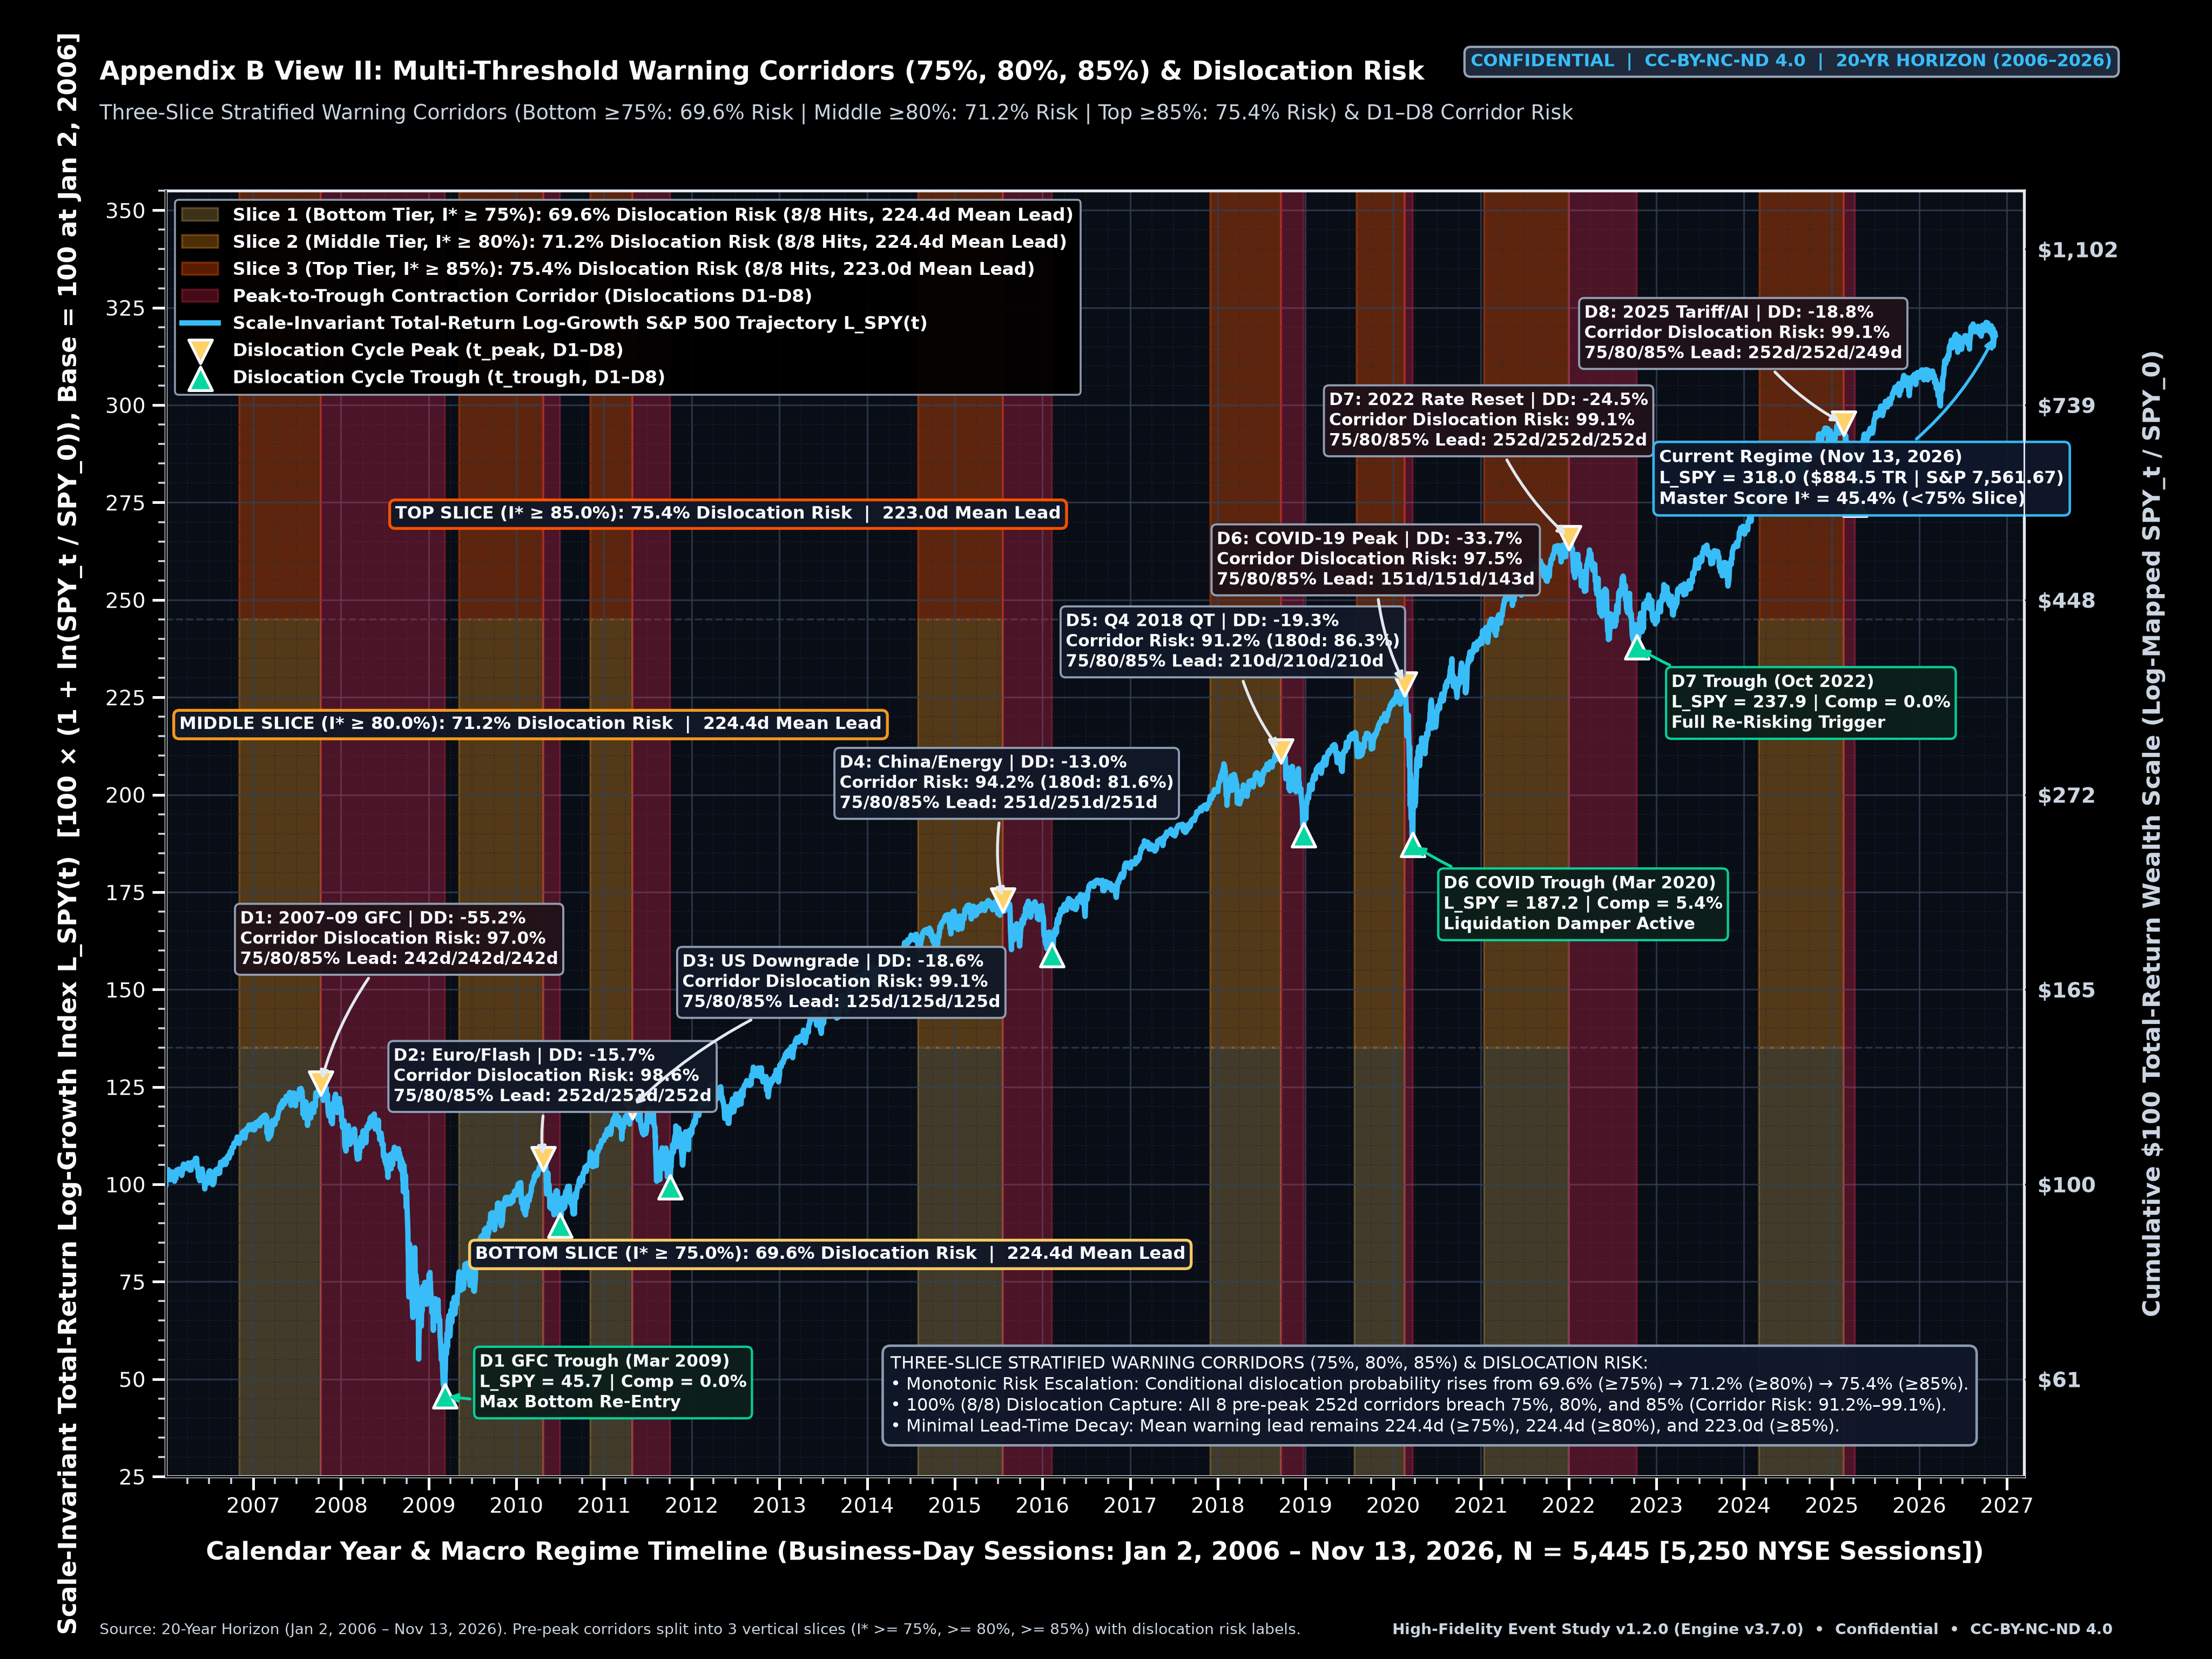 Appendix B View II: Multi-Threshold Warning Corridors (75%, 80%, 85%) & Dislocation Risk
CONFIDENTIAL | CC-BY-NC-ND 4.0 | 20-YR HORIZON (2006–2026)
Three-Slice Stratified Warning Corridors (Bottom ≥75%: 69.6% Risk | Middle ≥80%: 71.2% Risk | Top ≥85%: 75.4% Risk) & D1–D8 Corridor Risk
Scale-Invariant Total-Return Log-Growth Index L_SPY(t)  [100 × (1 + ln(SPY_t / SPY_0)), Base = 100 at Jan 2, 2006]
350
325
300
275
250
225
200
175
150
125
100
75
50
25
Slice 1 (Bottom Tier, I* ≥ 75%): 69.6% Dislocation Risk (8/8 Hits, 224.4d Mean Lead)
Slice 2 (Middle Tier, I* ≥ 80%): 71.2% Dislocation Risk (8/8 Hits, 224.4d Mean Lead)
Slice 3 (Top Tier, I* ≥ 85%): 75.4% Dislocation Risk (8/8 Hits, 223.0d Mean Lead)
Peak-to-Trough Contraction Corridor (Dislocations D1–D8)
Scale-Invariant Total-Return Log-Growth S&P 500 Trajectory L_SPY(t)
Dislocation Cycle Peak (t_peak, D1–D8)
Dislocation Cycle Trough (t_trough, D1–D8)
D8: 2025 Tariff/AI | DD: -18.8%
Corridor Dislocation Risk: 99.1%
75/80/85% Lead: 252d/252d/249d
D7: 2022 Rate Reset | DD: -24.5%
Corridor Dislocation Risk: 99.1%
75/80/85% Lead: 252d/252d/252d
Current Regime (Nov 13, 2026)
L_SPY = 318.0 ($884.5 TR | S&P 7,561.67)
Master Score I* = 45.4% (<75% Slice)
TOP SLICE (I* ≥ 85.0%): 75.4% Dislocation Risk | 223.0d Mean Lead
D6: COVID-19 Peak | DD: -33.7%
Corridor Dislocation Risk: 97.5%
75/80/85% Lead: 151d/151d/143d
D5: Q4 2018 QT | DD: -19.3%
Corridor Risk: 91.2% (180d: 86.3%)
75/80/85% Lead: 210d/210d/210d
D7 Trough (Oct 2022)
L_SPY = 237.9 | Comp = 0.0%
Full Re-Risking Trigger
MIDDLE SLICE (I* ≥ 80.0%): 71.2% Dislocation Risk | 224.4d Mean Lead
D4: China/Energy | DD: -13.0%
Corridor Risk: 94.2% (180d: 81.6%)
75/80/85% Lead: 251d/251d/251d
D6 COVID Trough (Mar 2020)
L_SPY = 187.2 | Comp = 5.4%
Liquidation Damper Active
D1: 2007–09 GFC | DD: -55.2%
Corridor Dislocation Risk: 97.0%
75/80/85% Lead: 242d/242d/242d
D3: US Downgrade | DD: -18.6%
Corridor Dislocation Risk: 99.1%
75/80/85% Lead: 125d/125d/125d
D2: Euro/Flash | DD: -15.7%
Corridor Dislocation Risk: 98.6%
75/80/85% Lead: 252d/252d/252d
BOTTOM SLICE (I* ≥ 75.0%): 69.6% Dislocation Risk | 224.4d Mean Lead
D1 GFC Trough (Mar 2009)
L_SPY = 45.7 | Comp = 0.0%
Max Bottom Re-Entry
THREE-SLICE STRATIFIED WARNING CORRIDORS (75%, 80%, 85%) & DISLOCATION RISK:
• Monotonic Risk Escalation: Conditional dislocation probability rises from 69.6% (≥75%) → 71.2% (≥80%) → 75.4% (≥85%).
• 100% (8/8) Dislocation Capture: All 8 pre-peak 252d corridors breach 75%, 80%, and 85% (Corridor Risk: 91.2%–99.1%).
• Minimal Lead-Time Decay: Mean warning lead remains 224.4d (≥75%), 224.4d (≥80%), and 223.0d (≥85%).
$1,102
$739
$448
$272
$165
$100
$61
Cumulative $100 Total-Return Wealth Scale (Log-Mapped SPY_t / SPY_0)
2007 2008 2009 2010 2011 2012 2013 2014 2015 2016 2017 2018 2019 2020 2021 2022 2023 2024 2025 2026 2027
Calendar Year & Macro Regime Timeline (Business-Day Sessions: Jan 2, 2006 – Nov 13, 2026, N = 5,445 [5,250 NYSE Sessions])
Source: 20-Year Horizon (Jan 2, 2006 – Nov 13, 2026). Pre-peak corridors split into 3 vertical slices (I* >= 75%, >= 80%, >= 85%) with dislocation risk labels.
High-Fidelity Event Study v1.2.0 (Engine v3.7.0) • Confidential • CC-BY-NC-ND 4.0